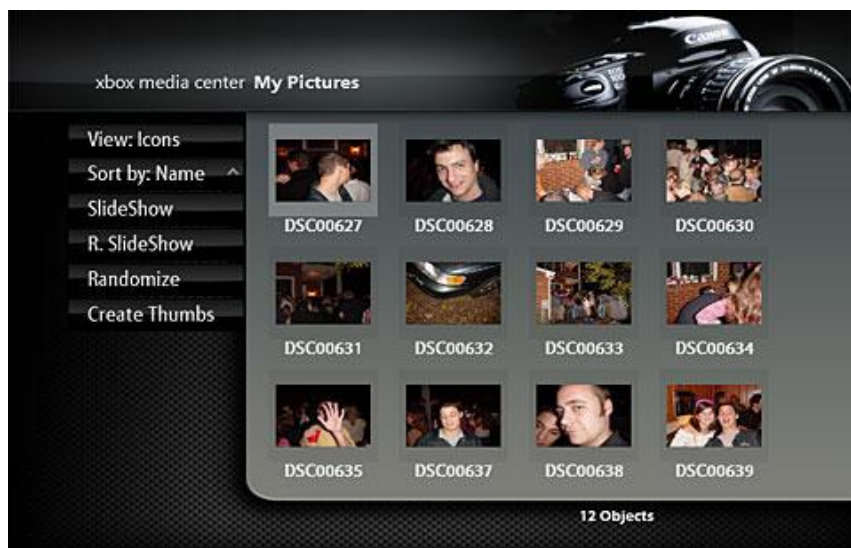 Canon
xbox media center My Pictures
View: Icons
Sort by: Name
SlideShow
R. SlideShow
Randomize
Create Thumbs
DSC00627 DSC00628 DSC00629 DSC00630
DSC00631 DSC00632 DSC00633 DSC00634
DSC00635 DSC00637 DSC00638 DSC00639
12 Objects